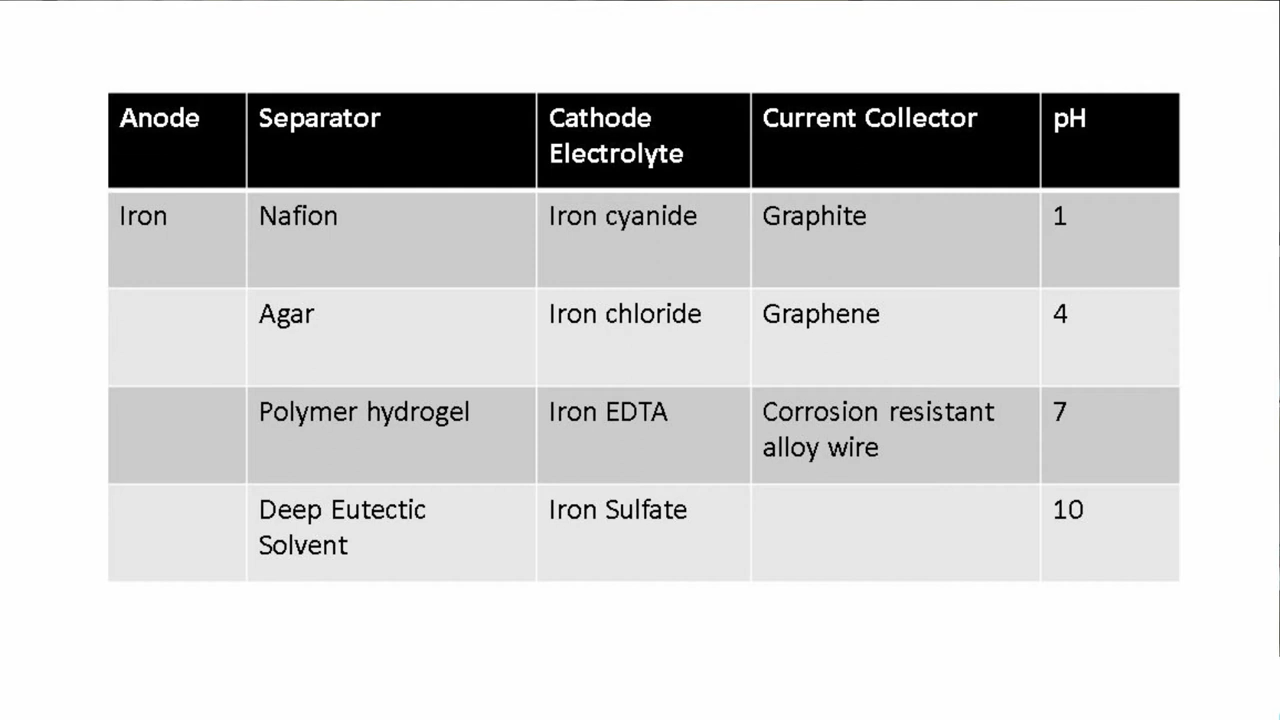 Anode Separator Cathode Electrolyte Current Collector pH
Iron Nafion Iron cyanide Graphite 1
Agar Iron chloride Graphene 4
Polymer hydrogel Iron EDTA Corrosion resistant alloy wire 7
Deep Eutectic Solvent Iron Sulfate 10